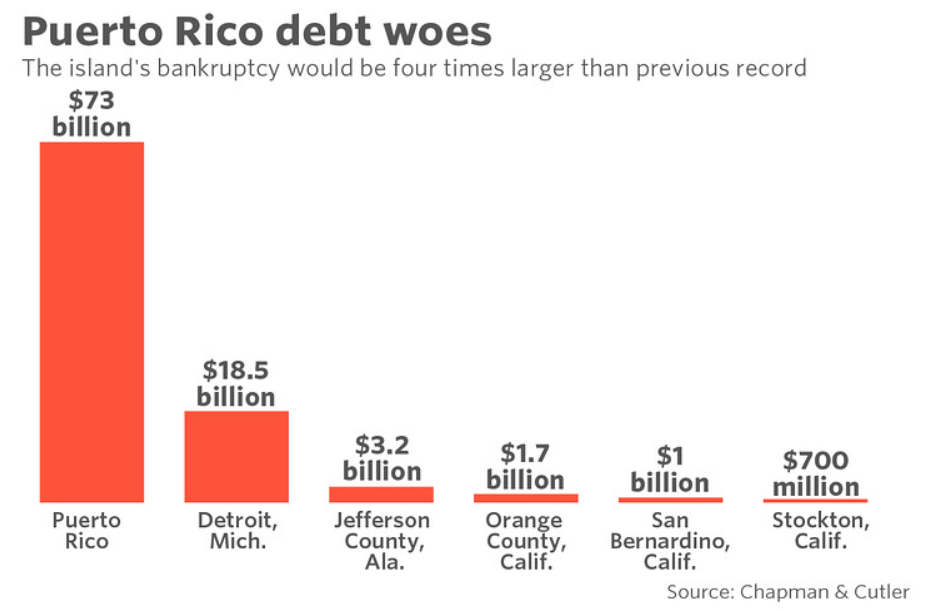 Puerto Rico debt woes
The island's bankruptcy would be four times larger than previous record
$73
billion
$18.5
billion
$3.2
billion
$1.7
billion
$1
billion
$700
million
Puerto
Rico
Detroit,
Mich.
Jefferson
County,
Ala.
Orange
County,
Calif.
San
Bernardino,
Calif.
Stockton,
Calif.
Source: Chapman & Cutler